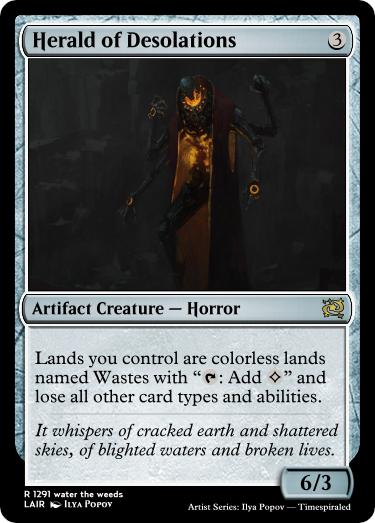 Herald of Desolations 3
Artifact Creature — Horror
Lands you control are colorless lands
named Wastes with “: Add ” and
lose all other card types and abilities.
It whispers of cracked earth and shattered
skies, of blighted waters and broken lives.
6/3
R 1291 water the weeds
LAIR Ilya Popov
Artist Series: Ilya Popov — Timespiraled